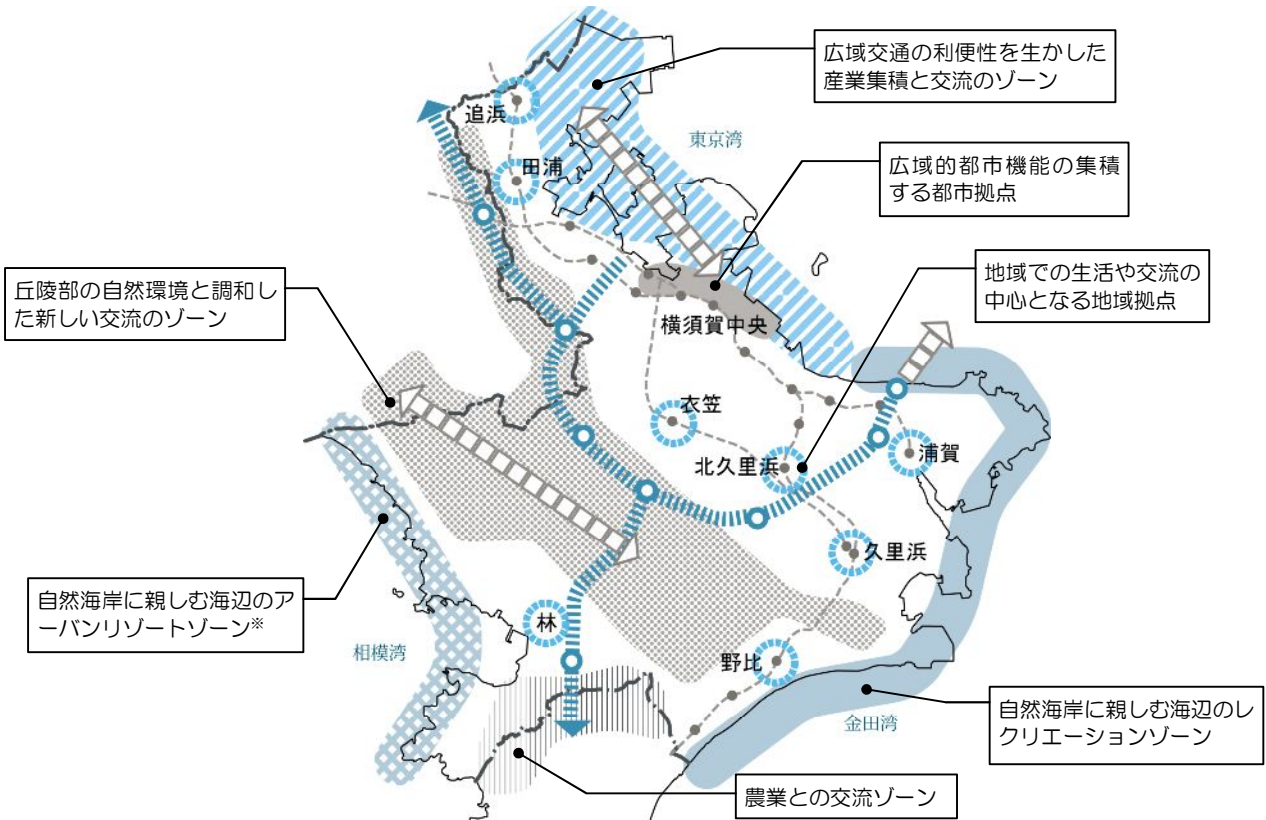 広域交通の利便性を生かした
産業集積と交流のゾーン
追浜
東京湾
田浦
広域的都市機能の集積
する都市拠点
地域での生活や交流の
中心となる地域拠点
丘陵部の自然環境と調和し
た新しい交流のゾーン
横須賀中央
衣笠
北久里浜
浦賀
久里浜
自然海岸に親しむ海辺のア
ーバンリゾートゾーン※
林
相模湾
野比
金田湾
自然海岸に親しむ海辺のレ
クリエーションゾーン
農業との交流ゾーン